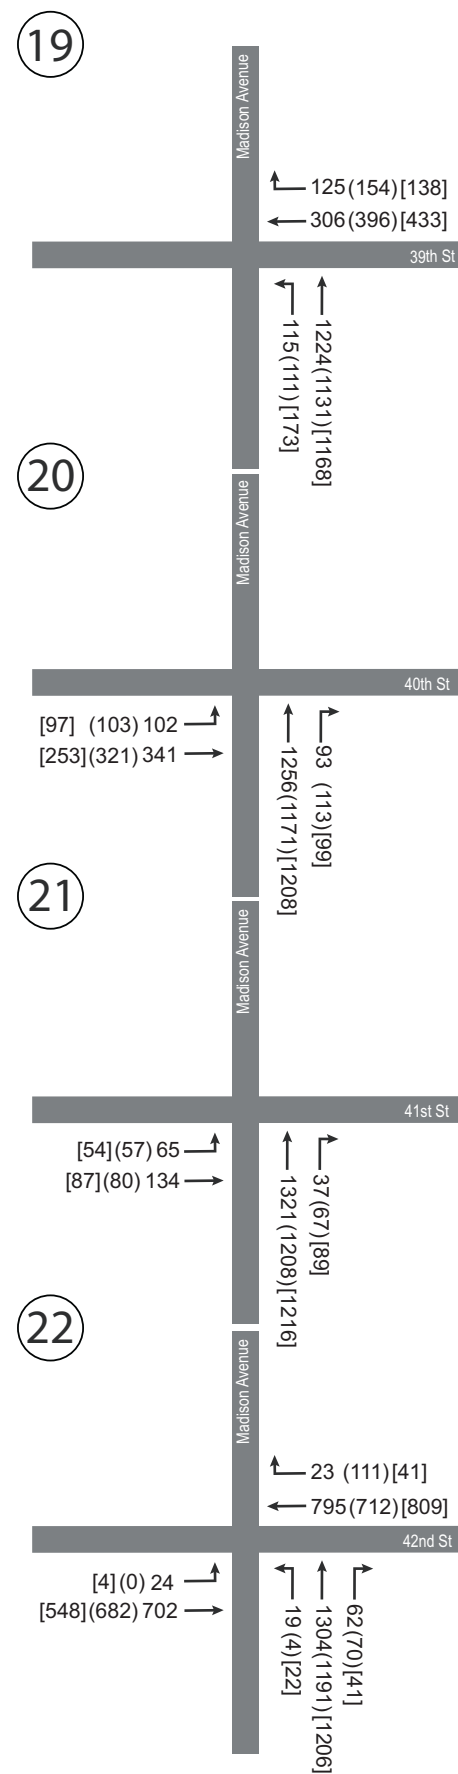 19
Madison Avenue
125(154)[138]
306(396)[433]
39th St
115(111)[173]
1224(1131)[1168]
20
Madison Avenue
40th St
[97] (103) 102
[253](321) 341
1256(1171)[1208]
93 (113)[99]
21
Madison Avenue
41st St
[54](57) 65
[87](80) 134
1321(1208)[1216]
37(67)[89]
22
Madison Avenue
23 (111)[41]
795(712)[809]
42nd St
[4](0) 24
[548](682) 702
19(4)[22]
1304(1191)[1206]
62(70)[41]